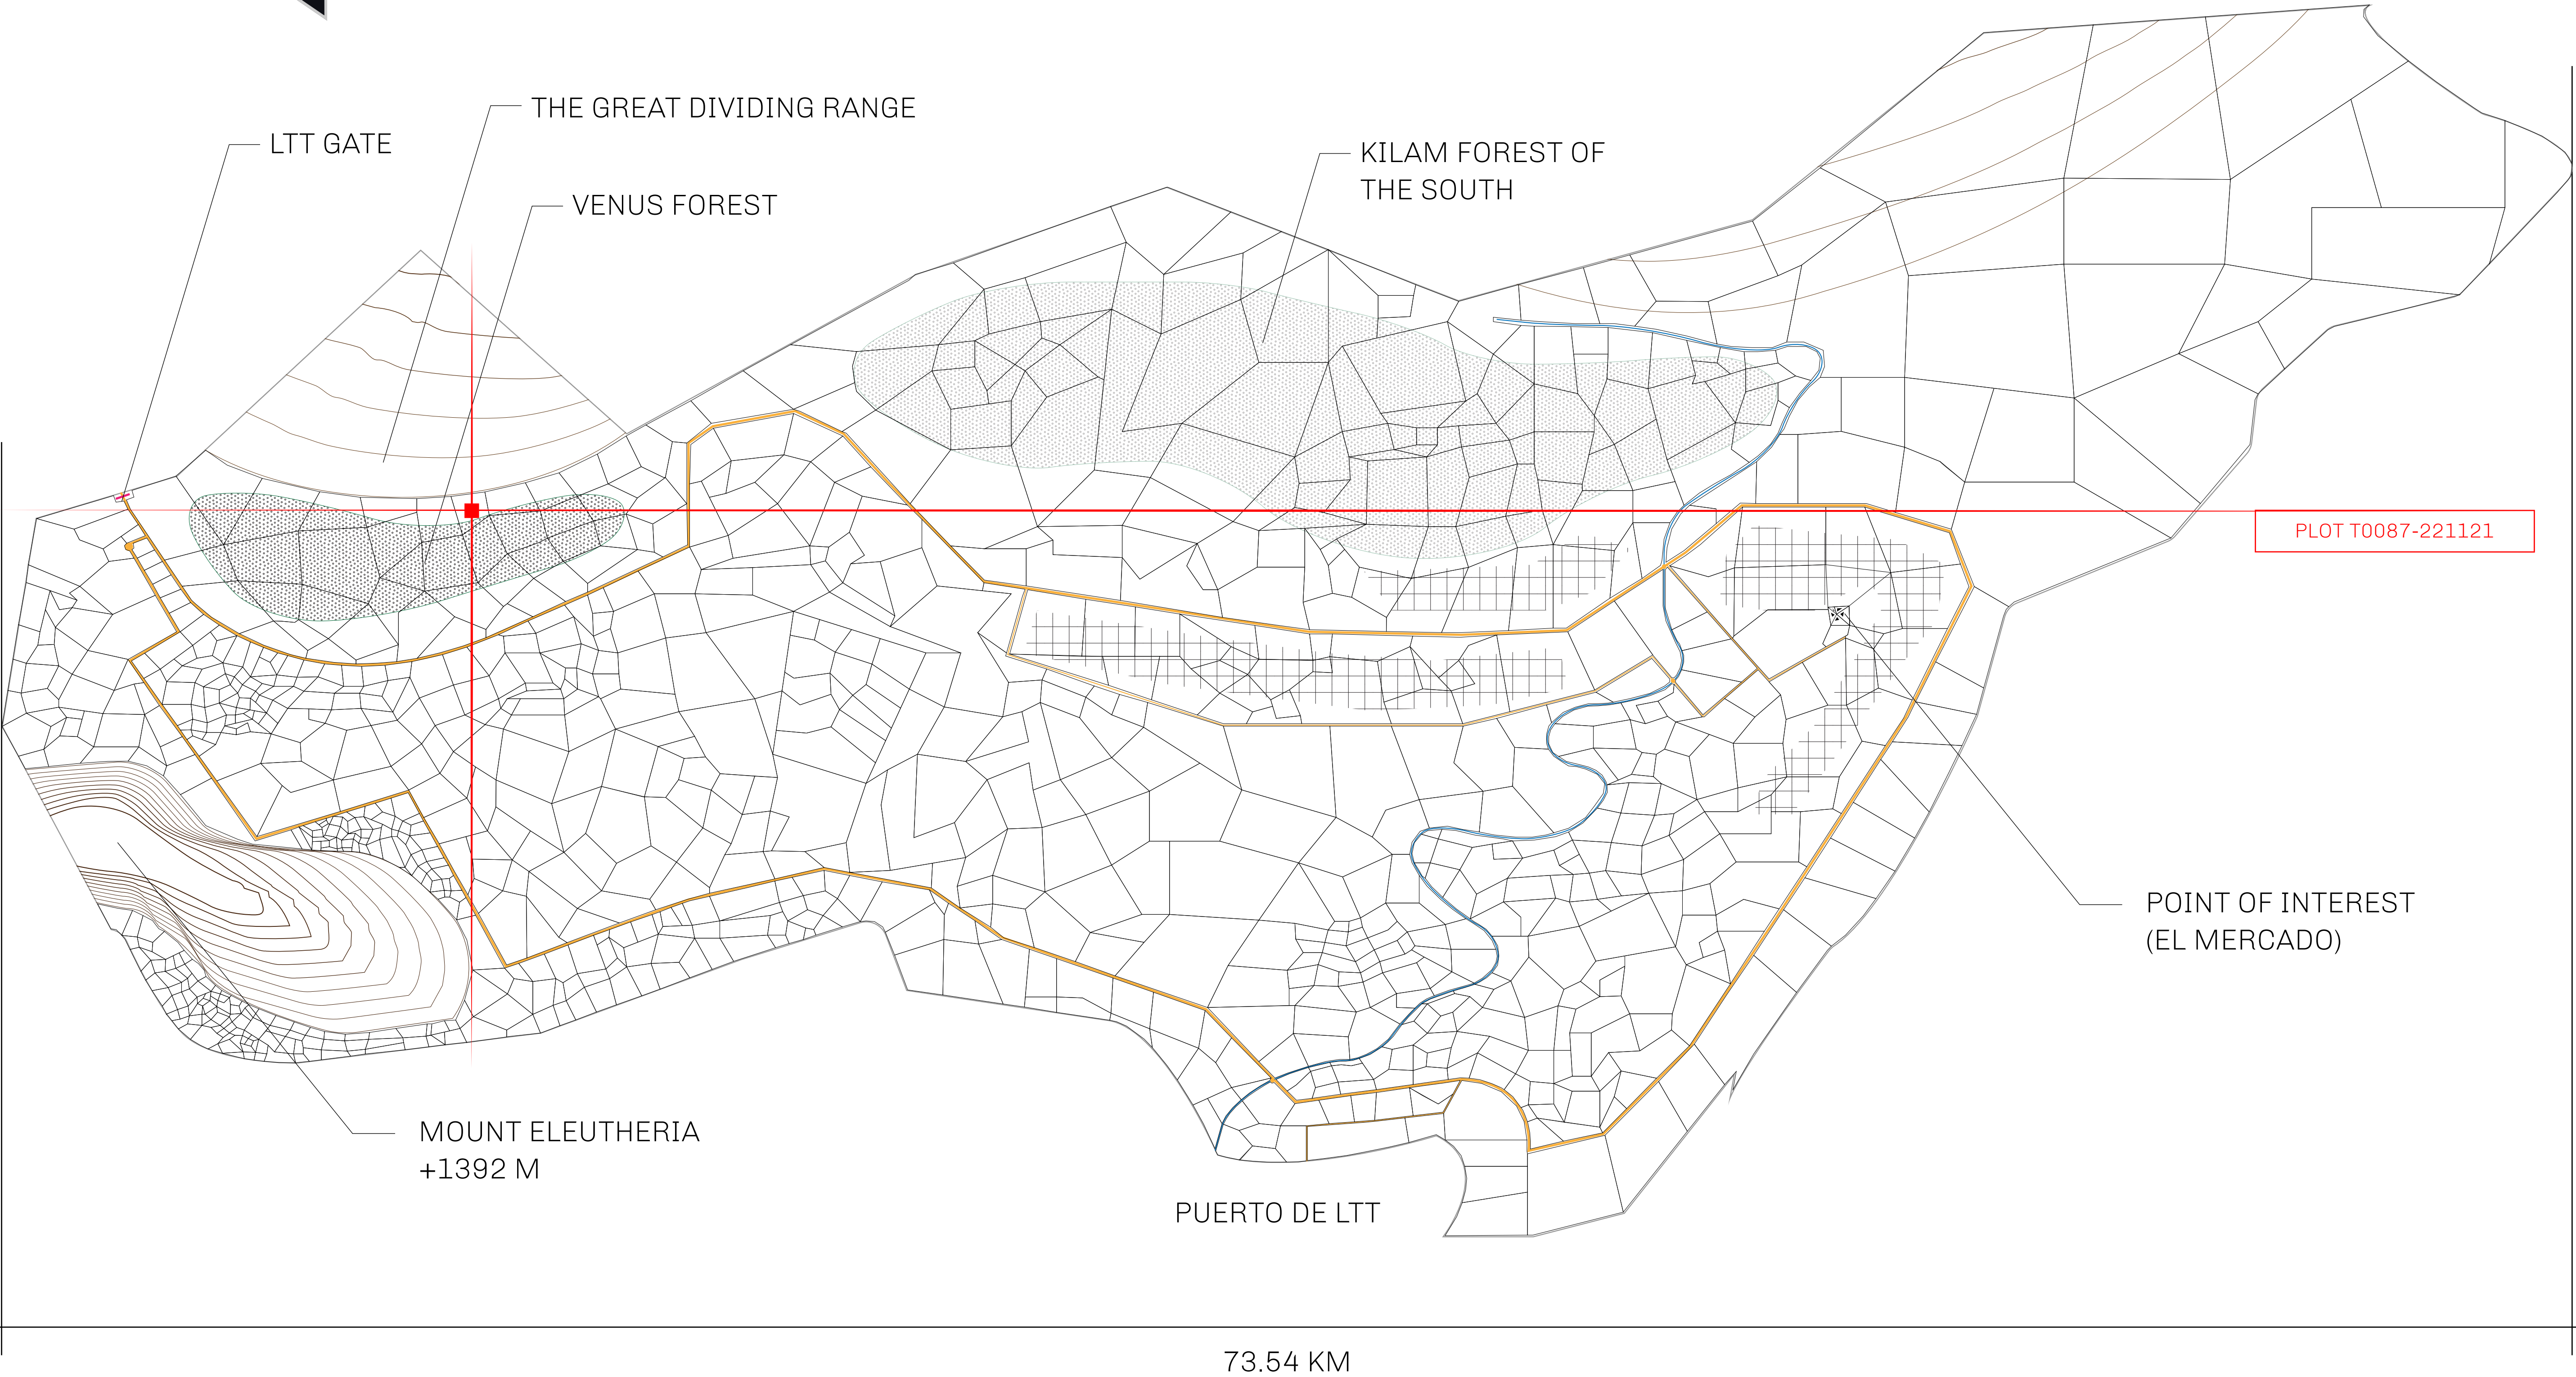 THE GREAT DIVIDING RANGE
LTT GATE
KILAM FOREST OF
THE SOUTH
VENUS FOREST
PLOT T0087-221121
POINT OF INTEREST
(EL MERCADO)
MOUNT ELEUTHERIA
+1392 M
PUERTO DE LTT
73.54 KM